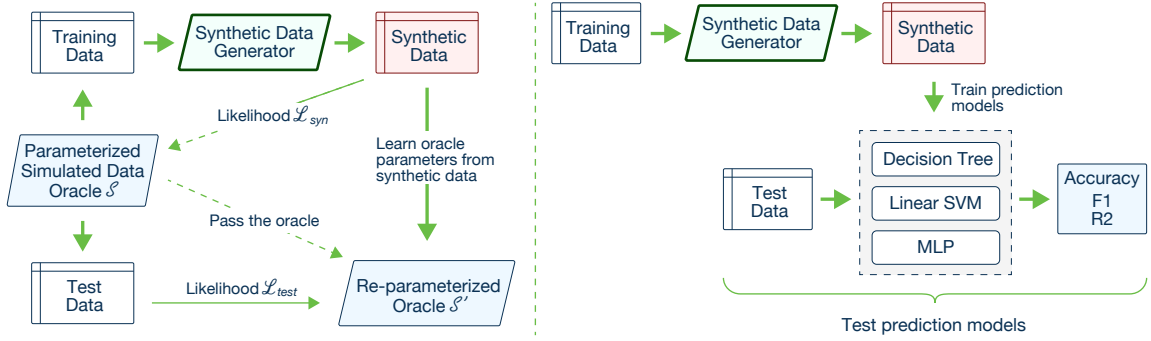 Training
Data
Synthetic Data
Generator
Synthetic
Data
Likelihood ℒsyn
Parameterized
Simulated Data
Oracle 𝒮
Learn oracle
parameters from
synthetic data
Pass the oracle
Test
Data
Likelihood ℒtest
Re-parameterized
Oracle 𝒮′
Training
Data
Synthetic Data
Generator
Synthetic
Data
Train prediction
models
Decision Tree
Linear SVM
MLP
Test
Data
Accuracy
F1
R2
Test prediction models